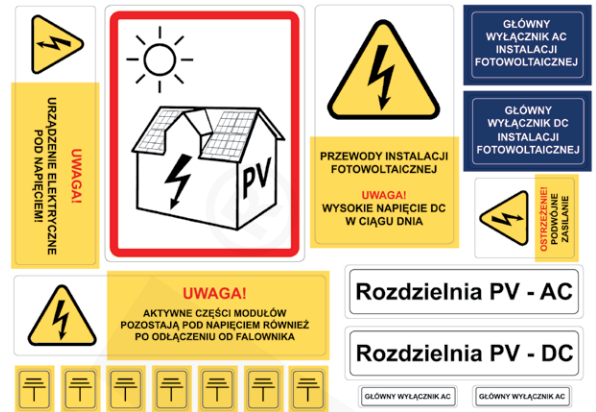 UWAGA!
URZĄDZENIE ELEKTRYCZNE
POD NAPIĘCIEM!
PV
PRZEWODY INSTALACJI
FOTOWOLTAICZNEJ
UWAGA!
WYSOKIE NAPIĘCIE DC
W CIĄGU DNIA
GŁÓWNY
WYŁĄCZNIK AC
INSTALACJI
FOTOWOLTAICZNEJ
GŁÓWNY
WYŁĄCZNIK DC
INSTALACJI
FOTOWOLTAICZNEJ
OSTRZEŻENIE!
PODWÓJNE
ZASILANIE
UWAGA!
AKTYWNE CZĘŚCI MODUŁÓW
POZOSTAJĄ POD NAPIĘCIEM RÓWNIEŻ
PO ODŁĄCZENIU OD FALOWNIKA
Rozdzielnia PV - AC
Rozdzielnia PV - DC
GŁÓWNY WYŁĄCZNIK AC
GŁÓWNY WYŁĄCZNIK AC